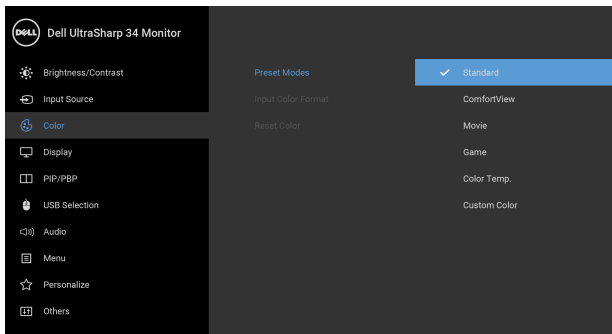 DELL Dell UltraSharp 34 Monitor
Brightness/Contrast Preset Modes Standard
Input Source Input Color Format ComfortView
Color Reset Color Movie
Display Game
PIP/PBP Color Temp.
USB Selection Custom Color
Audio
Menu
Personalize
Others